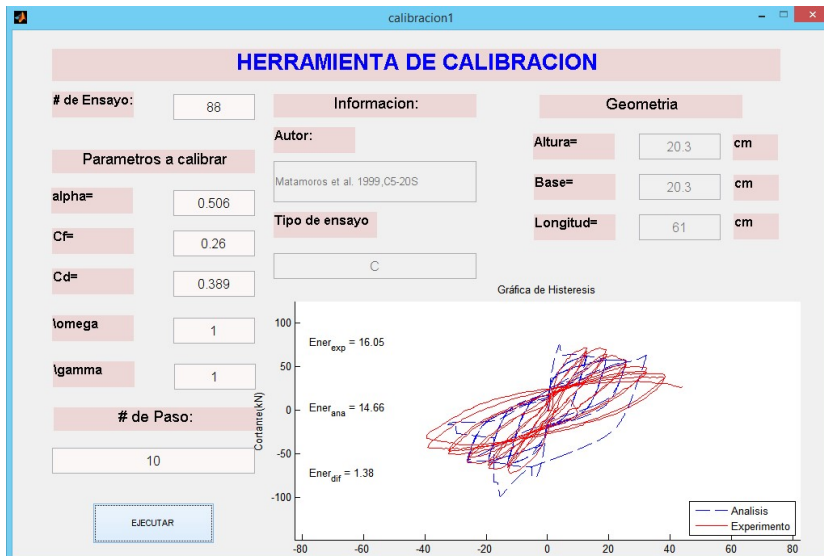 calibracion1
HERRAMIENTA DE CALIBRACION
# de Ensayo:
88
Parametros a calibrar
alpha=
0.506
Cf=
0.26
Cd=
0.389
\omega
1
\gamma
1
# de Paso:
10
EJECUTAR
Informacion:
Autor:
Matamoros et al. 1999,C5-20S
Tipo de ensayo
C
Geometria
Altura=
20.3
cm
Base=
20.3
cm
Longitud=
61
cm
Gráfica de Histeresis
Cortante(kN)
100
50
0
-50
-100
Ener_exp = 16.05
Ener_ana = 14.66
Ener_dif = 1.38
Analisis
Experimento
-80 -60 -40 -20 0 20 40 60 80